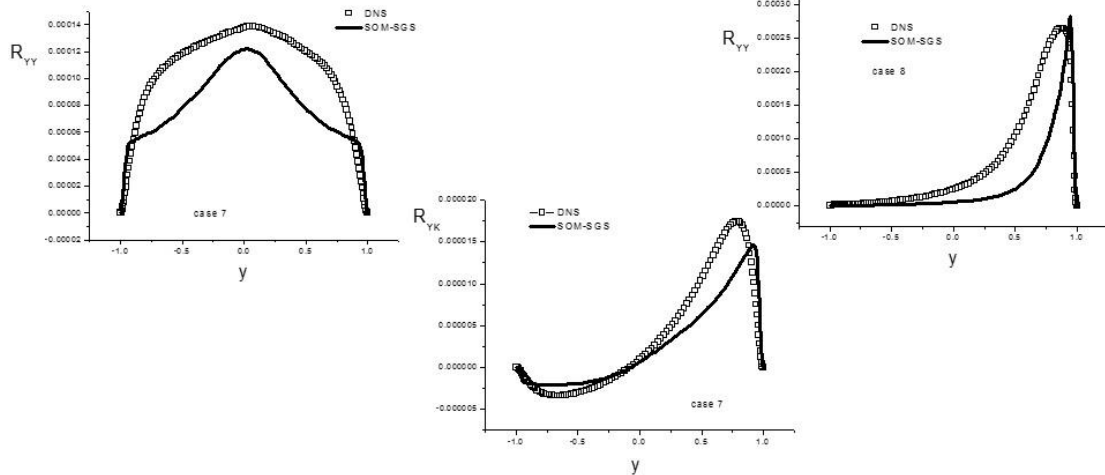 DNS
SOM-SGS
R_YY
0.00014
0.00012
0.00010
0.00008
0.00006
0.00004
0.00002
0.00000
-0.00002
case 7
-1.0 -0.5 0.0 0.5 1.0
y
DNS
SOM-SGS
R_YK
0.000020
0.000015
0.000010
0.000005
0.000000
-0.000005
case 7
-1.0 -0.5 0.0 0.5 1.0
y
DNS
SOM-SGS
R_YY
0.00030
0.00025
0.00020
0.00015
0.00010
0.00005
0.00000
case 8
-1.0 -0.5 0.0 0.5 1.0
y